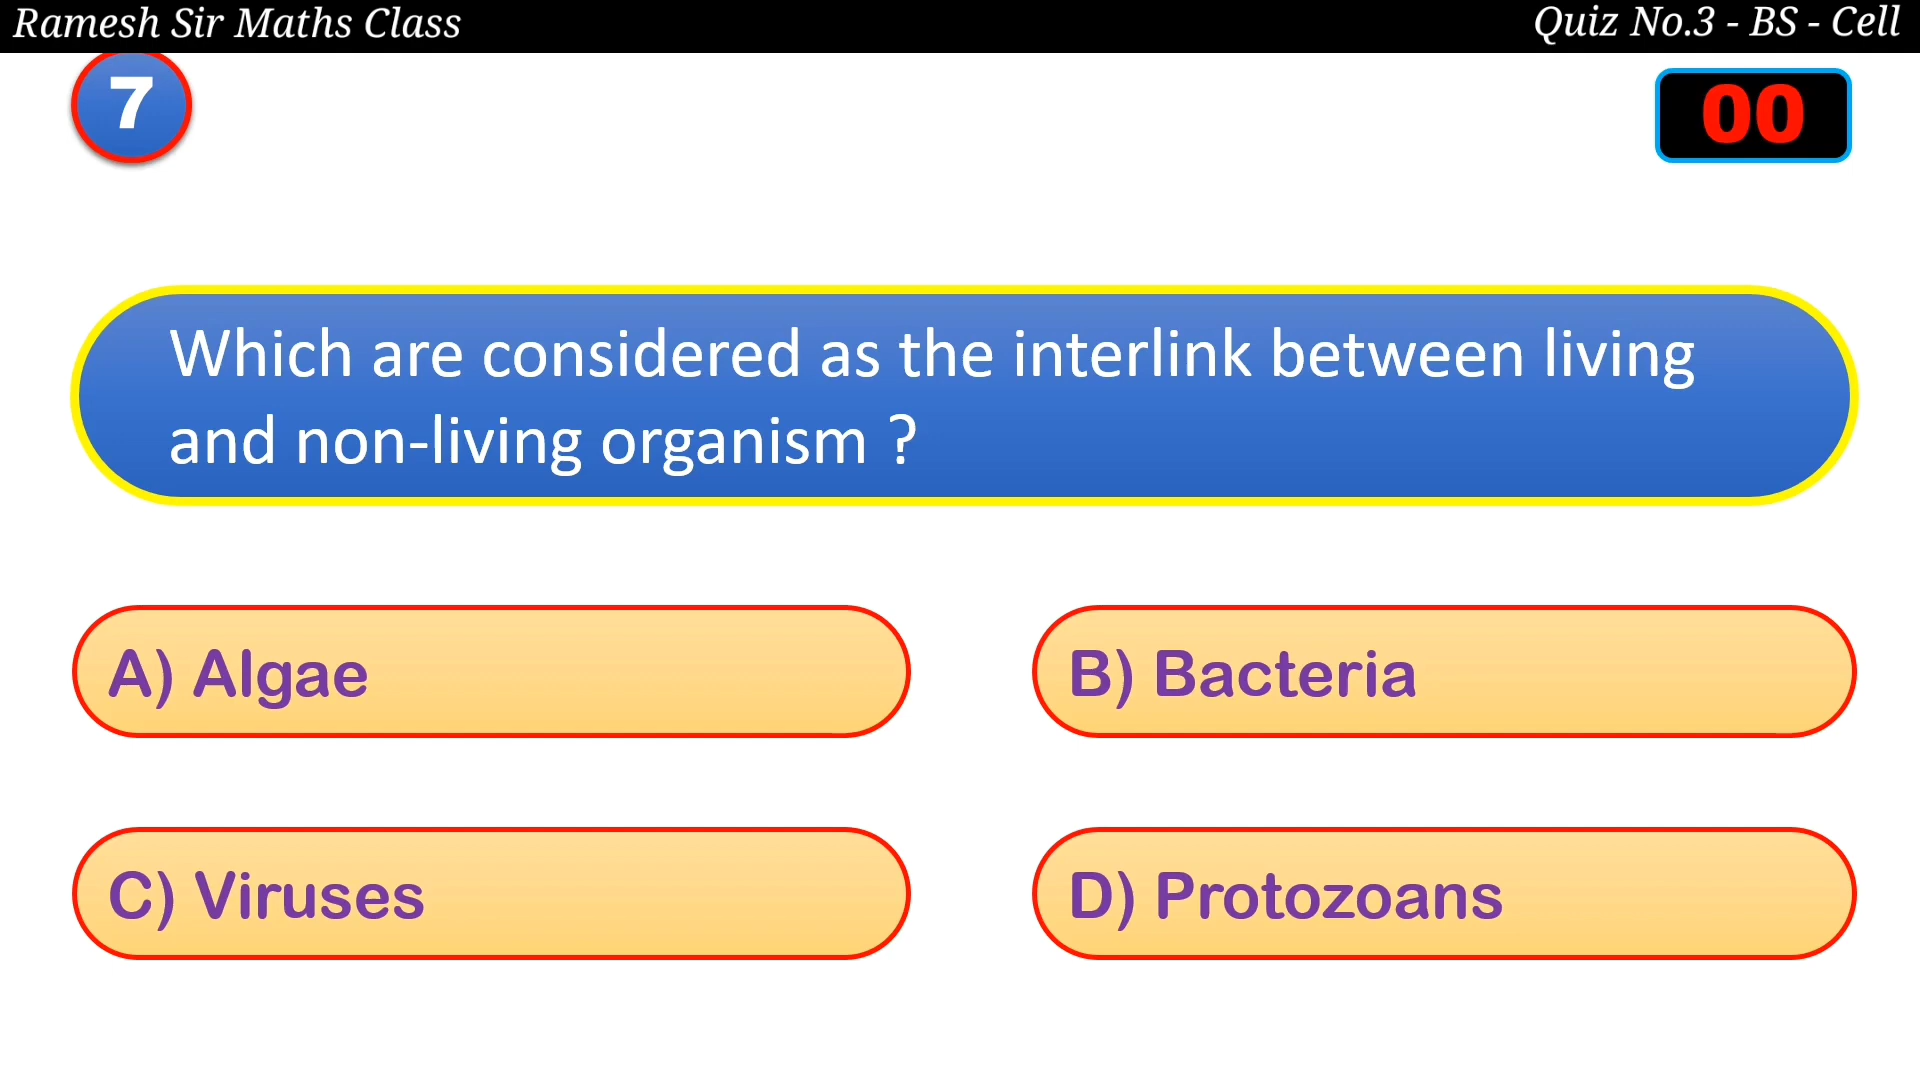 Ramesh Sir Maths Class
Quiz No.3 - BS - Cell
7
00
Which are considered as the interlink between living
and non-living organism ?
A) Algae
B) Bacteria
C) Viruses
D) Protozoans